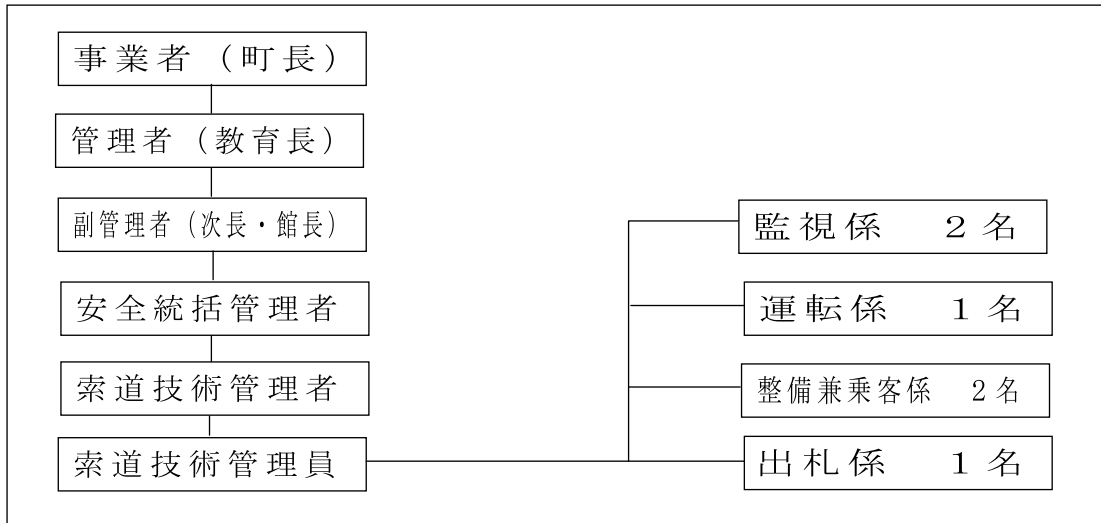 事業者（町長）
管理者（教育長）
副管理者（次長・館長）
安全統括管理者
索道技術管理者
索道技術管理員
監視係　２名
運転係　１名
整備兼乗客係　２名
出札係　１名